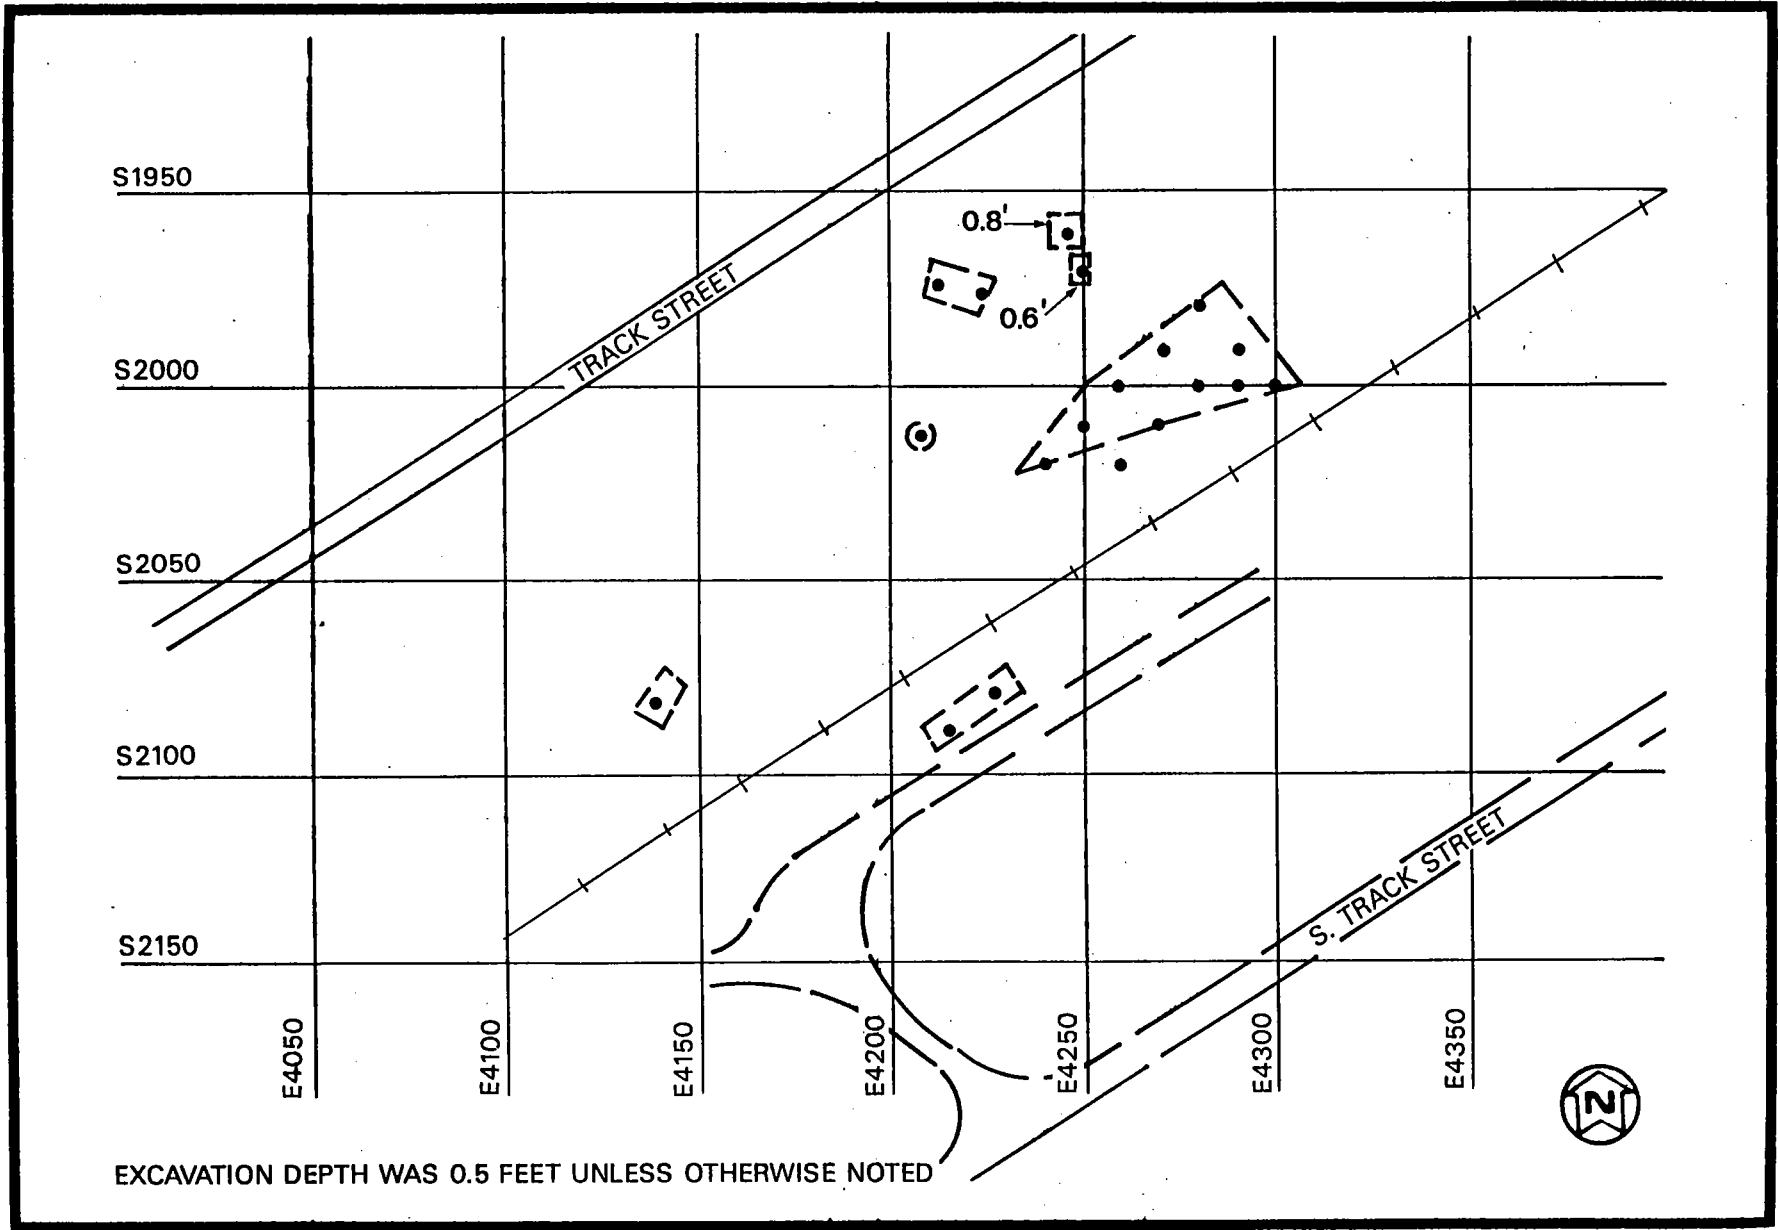 S1950
0.8'
TRACK STREET
0.6'
S2000
S2050
S2100
S. TRACK STREET
S2150
E4050
E4100
E4150
E4200
E4250
E4300
E4350
N
EXCAVATION DEPTH WAS 0.5 FEET UNLESS OTHERWISE NOTED